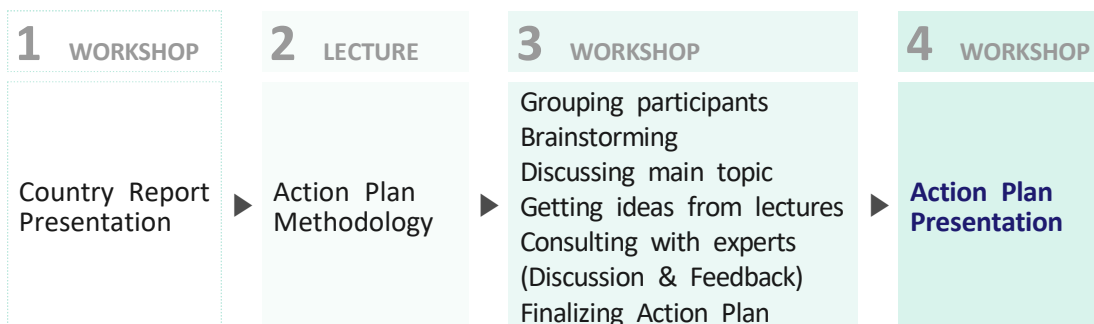 1 WORKSHOP
Country Report
Presentation
2 LECTURE
Action Plan
Methodology
3 WORKSHOP
Grouping participants
Brainstorming
Discussing main topic
Getting ideas from lectures
Consulting with experts
(Discussion & Feedback)
Finalizing Action Plan
4 WORKSHOP
Action Plan
Presentation